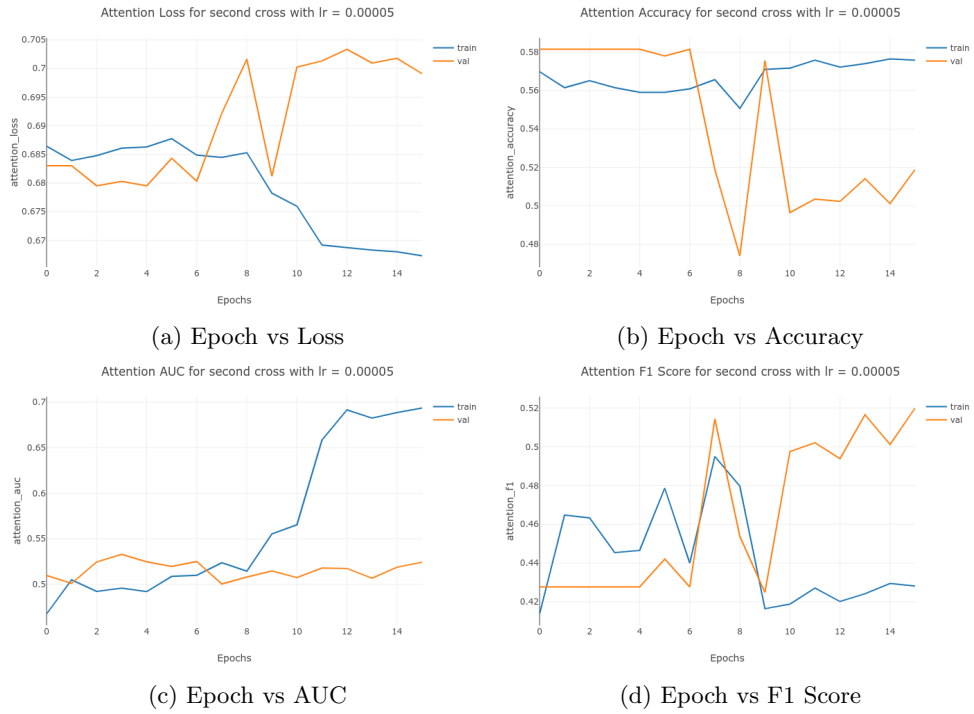 Attention Loss for second cross with lr = 0.00005
train
val
0.705
0.7
0.695
0.69
0.685
0.68
0.675
0.67
attention_loss
0 2 4 6 8 10 12 14
Epochs
(a) Epoch vs Loss
Attention Accuracy for second cross with lr = 0.00005
train
val
0.58
0.56
0.54
0.52
0.5
0.48
attention_accuracy
0 2 4 6 8 10 12 14
Epochs
(b) Epoch vs Accuracy
Attention AUC for second cross with lr = 0.00005
train
val
0.7
0.65
0.6
0.55
0.5
attention_auc
0 2 4 6 8 10 12 14
Epochs
(c) Epoch vs AUC
Attention F1 Score for second cross with lr = 0.00005
train
val
0.52
0.5
0.48
0.46
0.44
0.42
attention_f1
0 2 4 6 8 10 12 14
Epochs
(d) Epoch vs F1 Score